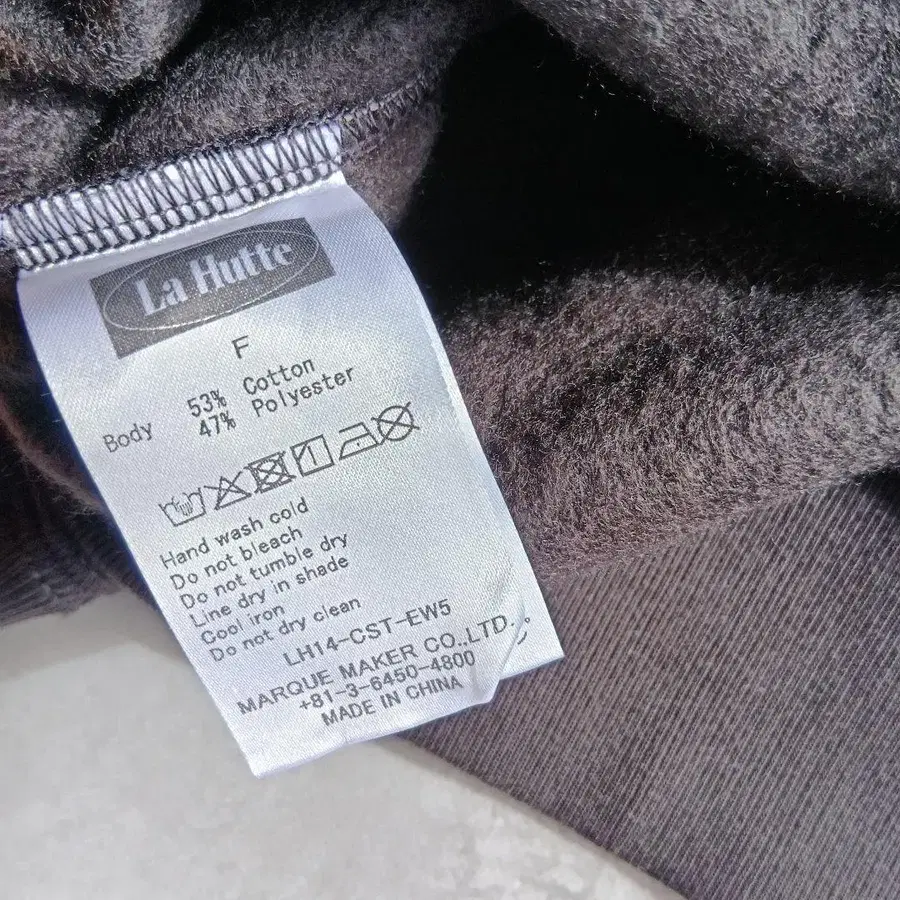 La Hutte
F
Body 53% Cotton
47% Polyester
Hand wash cold
Do not bleach
Do not tumble dry
Line dry in shade
Cool iron
Do not dry clean
LH14-CST-EW5
MARQUE MAKER CO.,LTD.
+81-3-6450-4800
MADE IN CHINA